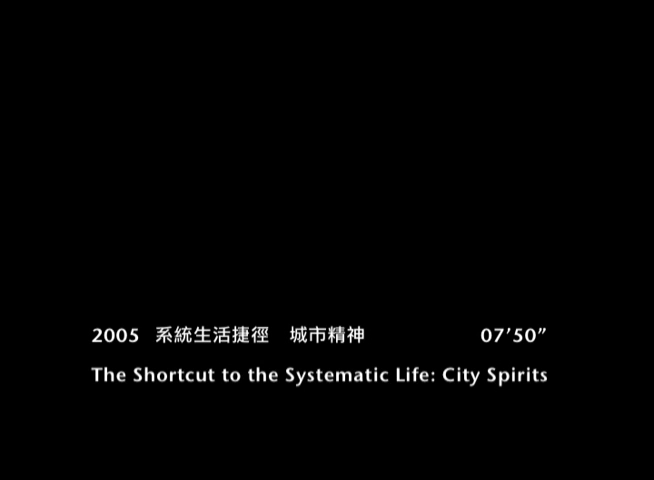 2005 系統生活捷徑 城市精神 07’50”
The Shortcut to the Systematic Life: City Spirits